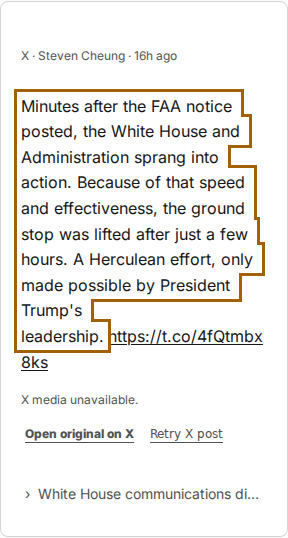 X · Steven Cheung · 16h ago
Minutes after the FAA notice
posted, the White House and
Administration sprang into
action. Because of that speed
and effectiveness, the ground
stop was lifted after just a few
hours. A Herculean effort, only
made possible by President
Trump's
leadership. https://t.co/4fQtmbx
8ks
X media unavailable.
Open original on X Retry X post
› White House communications di...